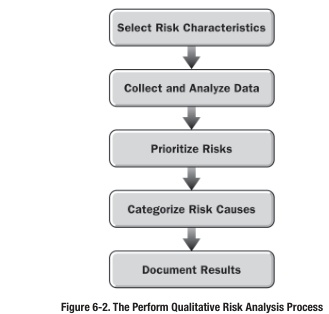 Select Risk Characteristics
Collect and Analyze Data
Prioritize Risks
Categorize Risk Causes
Document Results
Figure 6-2. The Perform Qualitative Risk Analysis Process